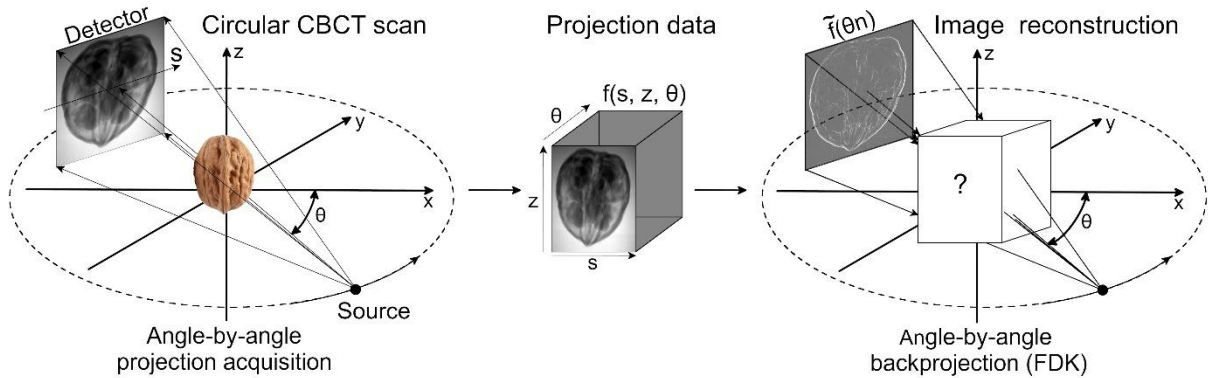 Detector
Circular CBCT scan
S
z
y
x
θ
Source
Angle-by-angle
projection acquisition
Projection data
f(s, z, θ)
θ
z
s
f̃(θn)
Image reconstruction
z
y
?
x
θ
Angle-by-angle
backprojection (FDK)